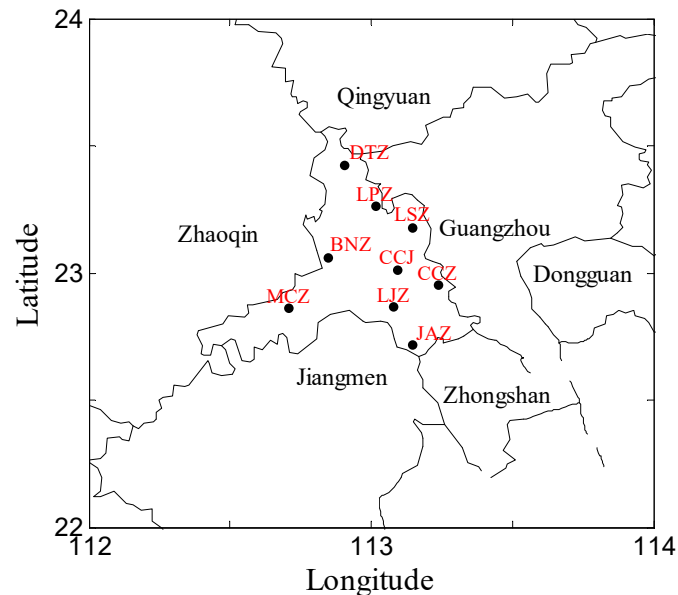 24
Qingyuan
DTZ
LPZ
LSZ
Zhaoqin
BNZ
Guangzhou
CCJ
Dongguan
Latitude
23
CCZ
MCZ
LJZ
JAZ
Jiangmen
Zhongshan
22
112
113
114
Longitude